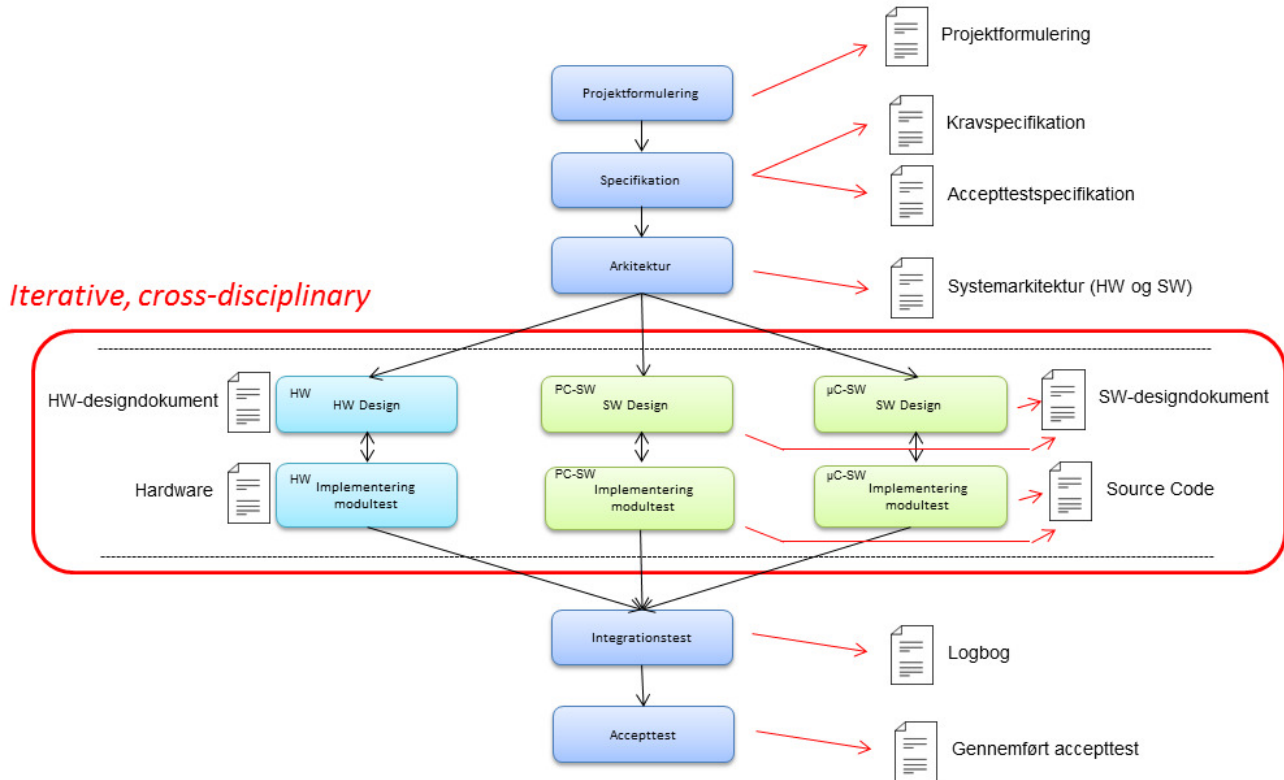 Projektformulering
Projektformulering
Kravspecifikation
Specifikation
Accepttestspecifikation
Arkitektur
Systemarkitektur (HW og SW)
Iterative, cross-disciplinary
HW-designdokument
HW
HW Design
PC-SW
SW Design
µC-SW
SW Design
SW-designdokument
Hardware
HW
Implementering
modultest
PC-SW
Implementering
modultest
µC-SW
Implementering
modultest
Source Code
Integrationstest
Logbog
Accepttest
Gennemført accepttest